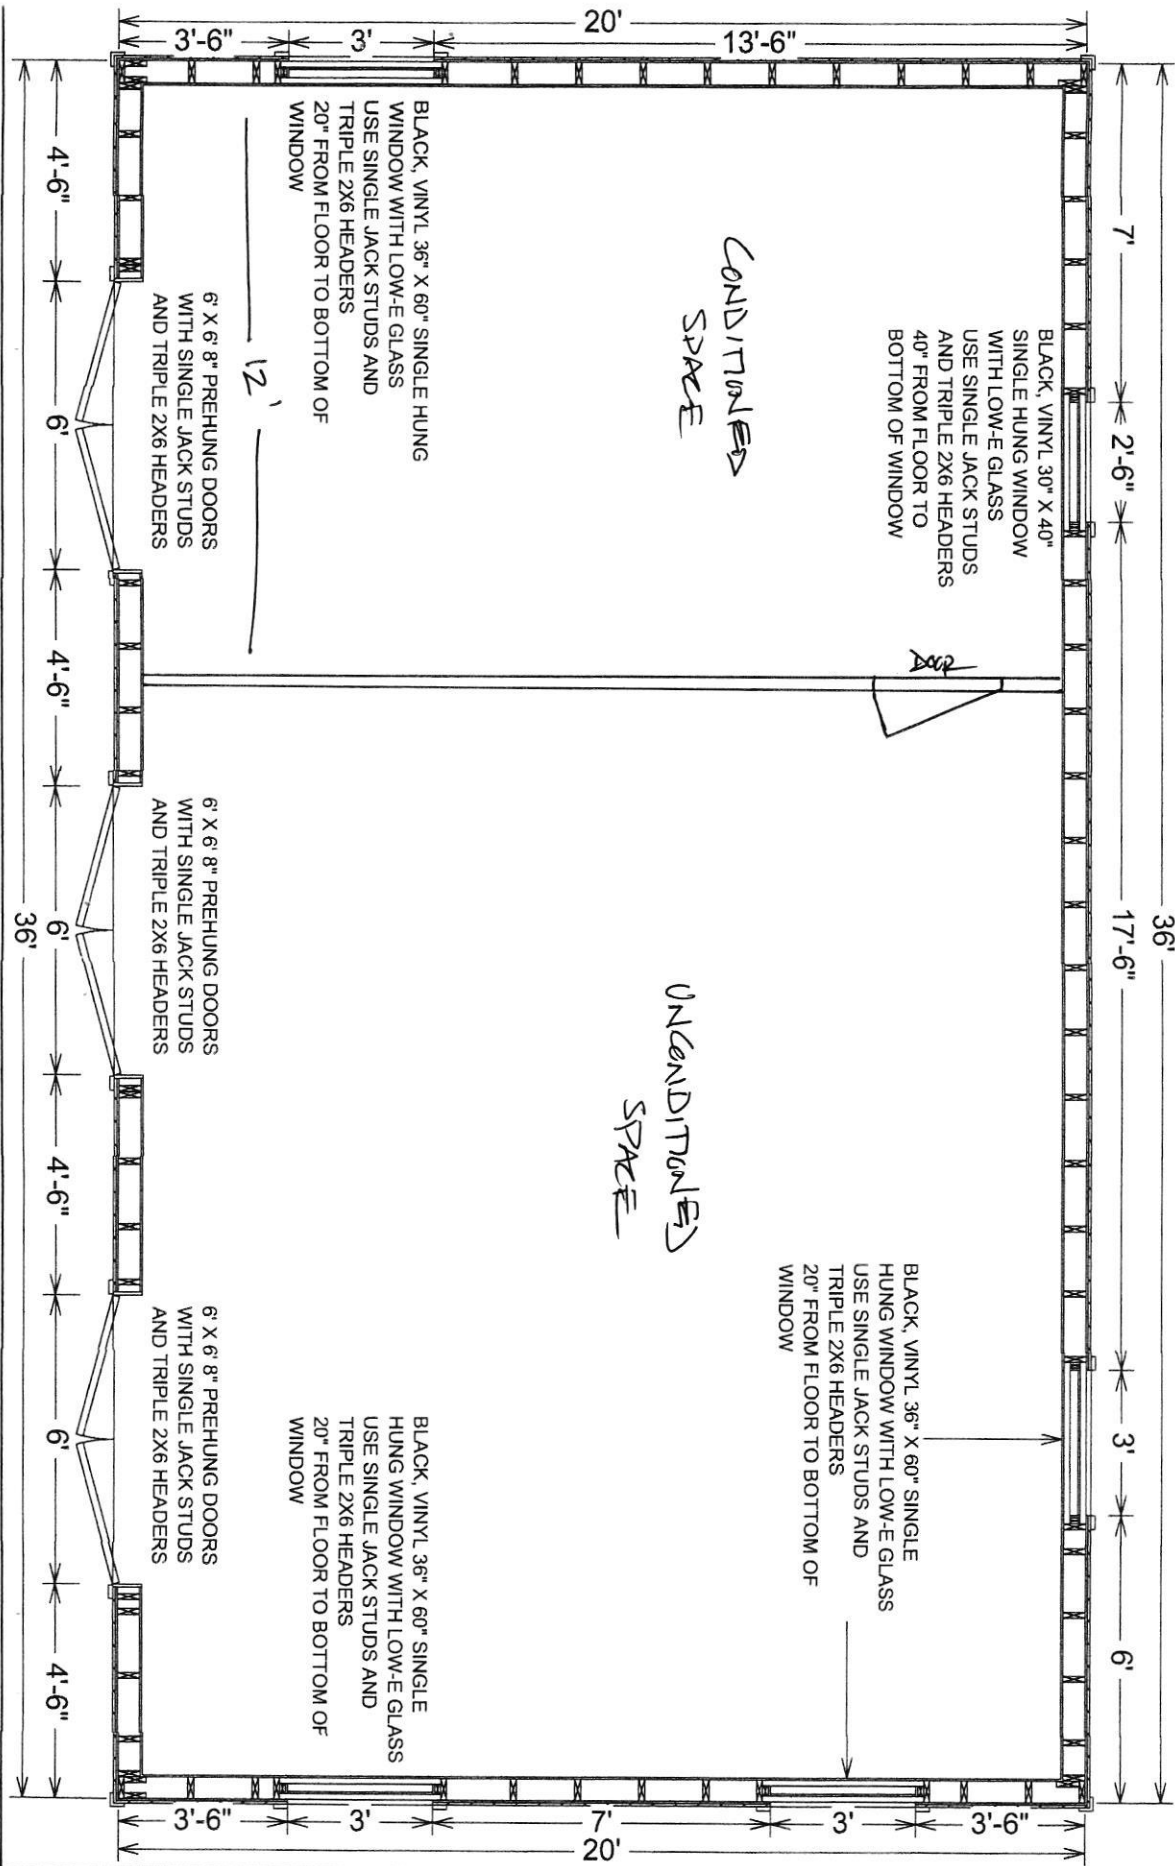 20'
3'-6"
3'
13'-6"
36'
7'
2'-6"
17'-6"
3'
6'
BLACK, VINYL 30" X 40"
SINGLE HUNG WINDOW
WITH LOW-E GLASS
USE SINGLE JACK STUDS
AND TRIPLE 2X6 HEADERS
40" FROM FLOOR TO
BOTTOM OF WINDOW
CONDITIONED
SPACE
BLACK, VINYL 36" X 60" SINGLE HUNG
WINDOW WITH LOW-E GLASS
USE SINGLE JACK STUDS AND
TRIPLE 2X6 HEADERS
20" FROM FLOOR TO BOTTOM OF
WINDOW
12'
DOOR
UNCONDITIONED
SPACE
BLACK, VINYL 36" X 60" SINGLE
HUNG WINDOW WITH LOW-E GLASS
USE SINGLE JACK STUDS AND
TRIPLE 2X6 HEADERS
20" FROM FLOOR TO BOTTOM OF
WINDOW
BLACK, VINYL 36" X 60" SINGLE
HUNG WINDOW WITH LOW-E GLASS
USE SINGLE JACK STUDS AND
TRIPLE 2X6 HEADERS
20" FROM FLOOR TO BOTTOM OF
WINDOW
6' X 6' 8" PREHUNG DOORS
WITH SINGLE JACK STUDS
AND TRIPLE 2X6 HEADERS
6' X 6' 8" PREHUNG DOORS
WITH SINGLE JACK STUDS
AND TRIPLE 2X6 HEADERS
6' X 6' 8" PREHUNG DOORS
WITH SINGLE JACK STUDS
AND TRIPLE 2X6 HEADERS
4'-6"
6'
4'-6"
6'
4'-6"
6'
4'-6"
36'
3'-6"
3'
7'
3'
3'-6"
20'